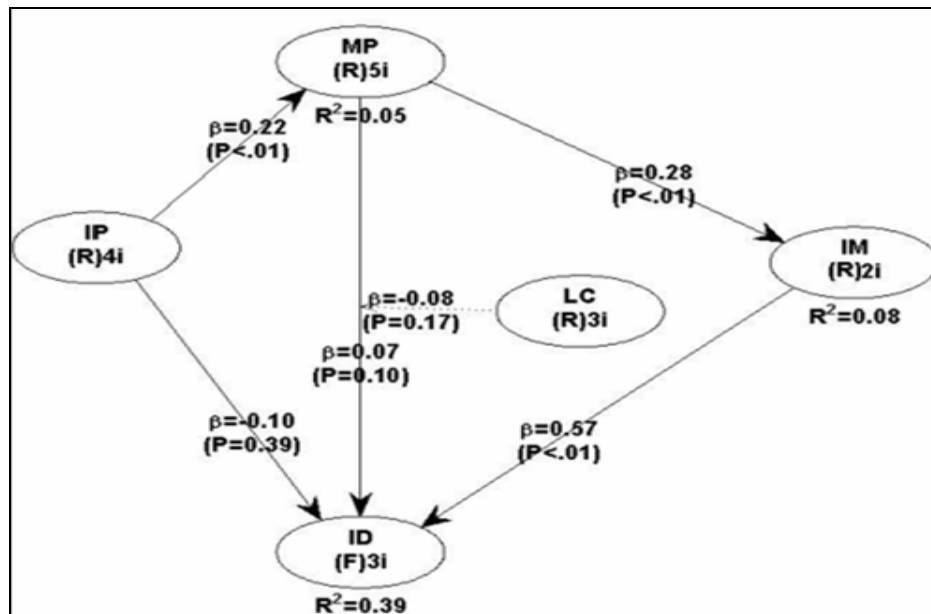 MP
(R)5i
R²=0.05
β=0.22
(P<.01)
β=0.28
(P<.01)
IP
(R)4i
IM
(R)2i
R²=0.08
β=-0.08
(P=0.17)
LC
(R)3i
β=0.07
(P=0.10)
β=-0.10
(P=0.39)
β=0.57
(P<.01)
ID
(F)3i
R²=0.39